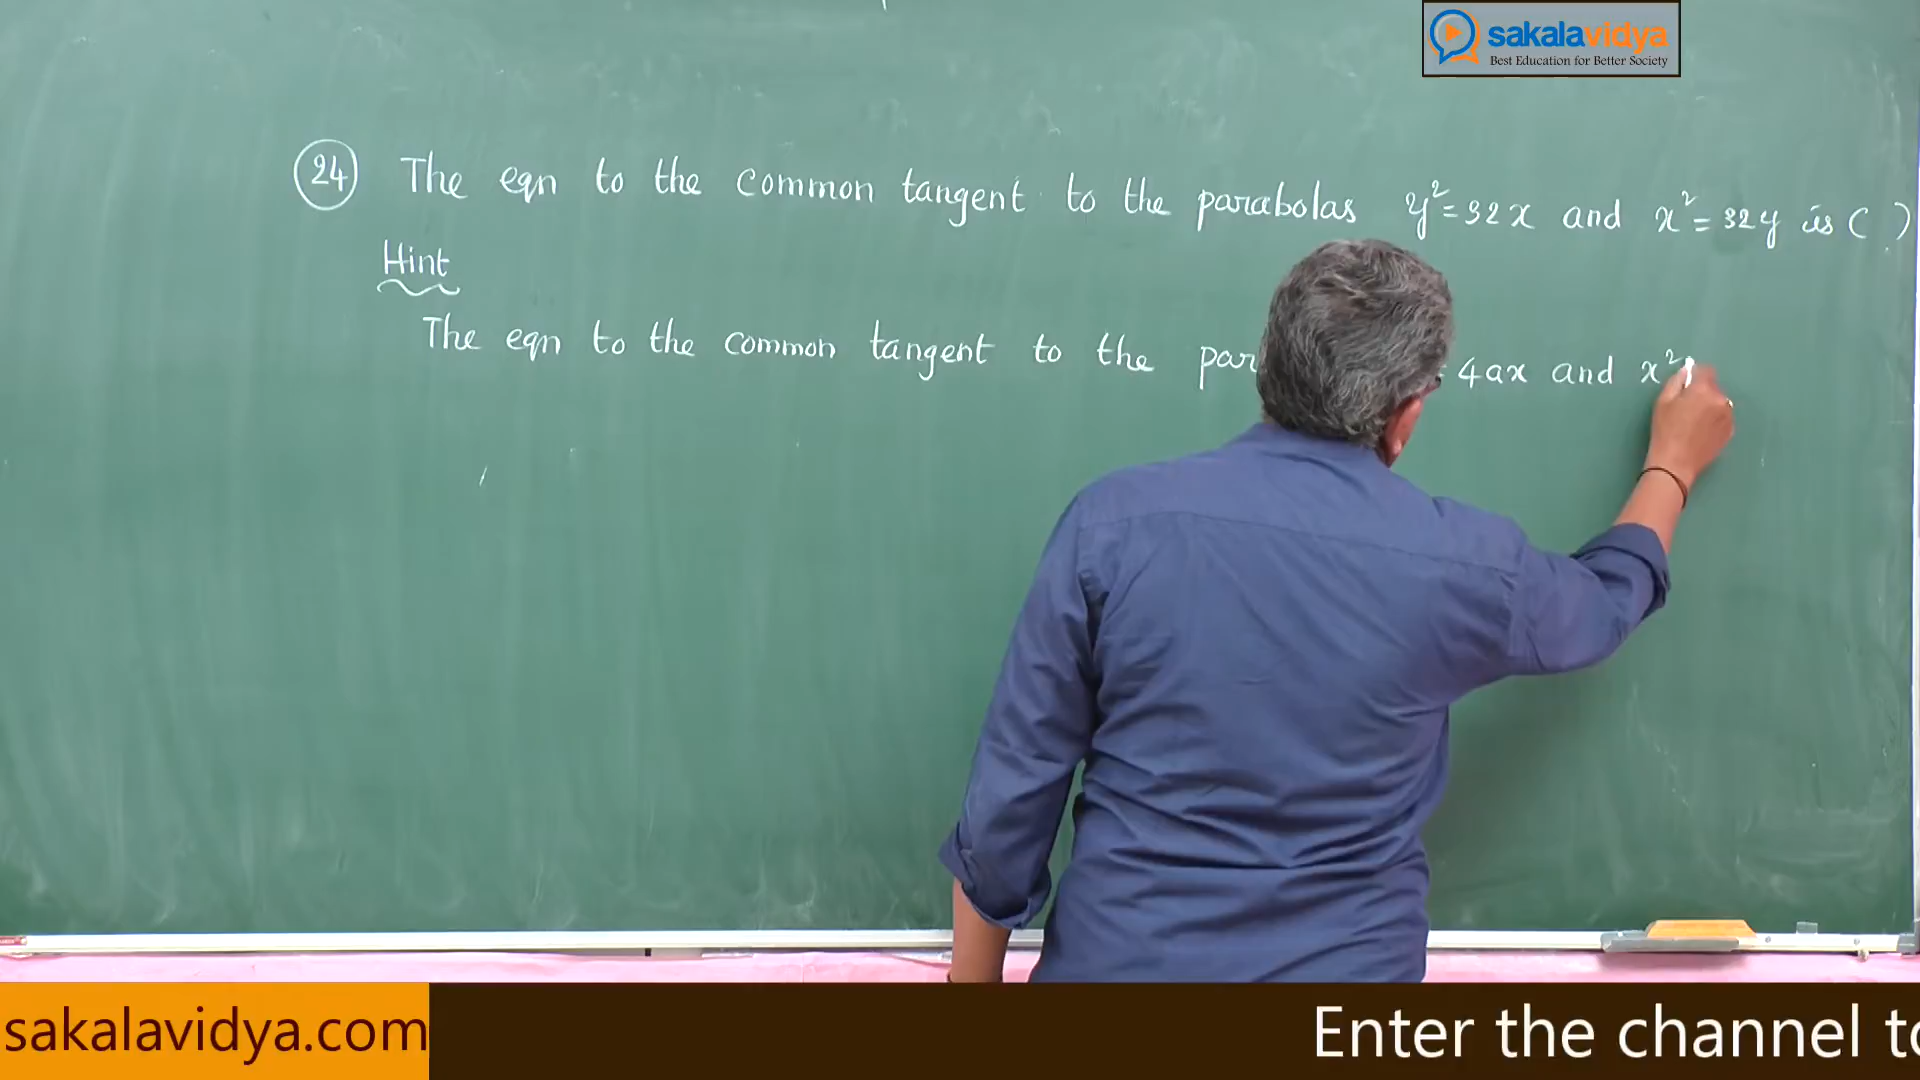 sakalavidya
Best Education for Better Society
24 The eqn to the common tangent to the parabolas y²=32x and x²=32y is ( )
Hint
The eqn to the common tangent to the par = 4ax and x²
sakalavidya.com
Enter the channel to